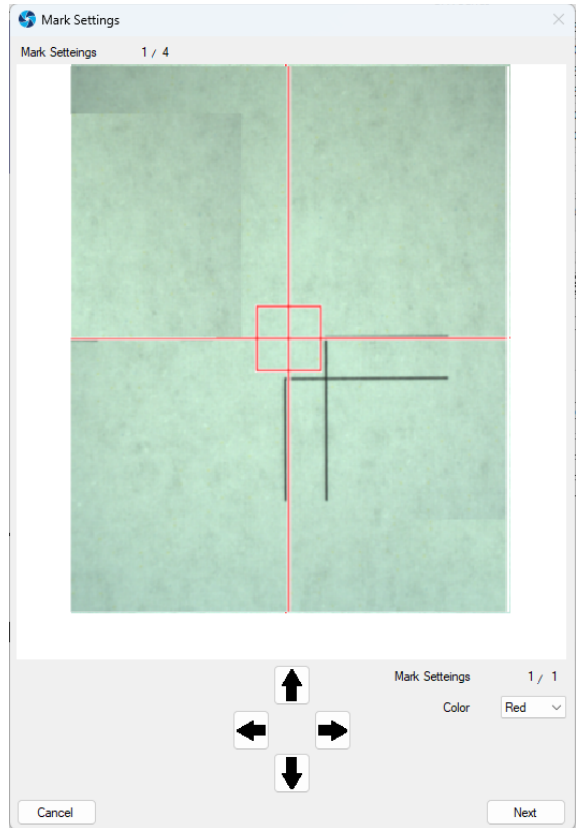 Mark Settings
Mark Setteings 1 / 4
Mark Setteings 1 / 1
Color Red
Cancel Next